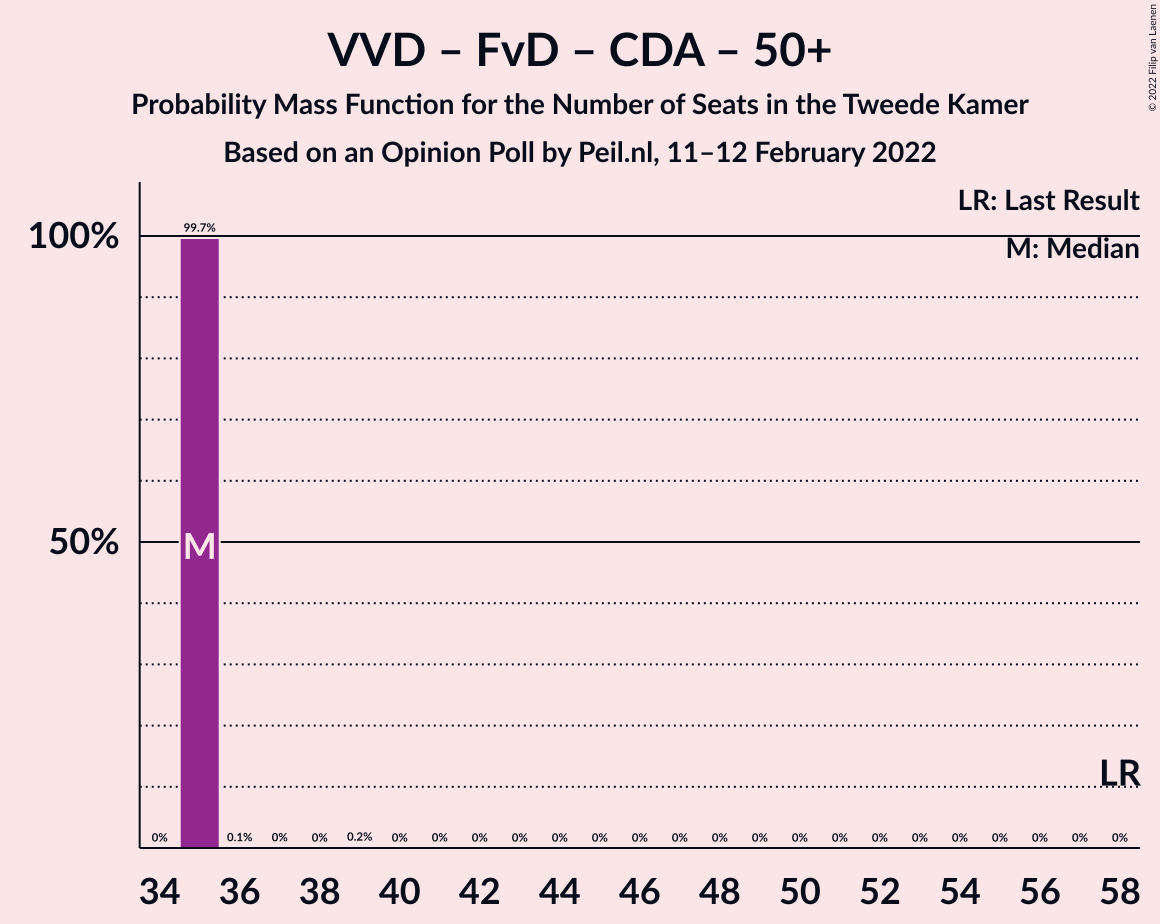 VVD – FvD – CDA – 50+
Probability Mass Function for the Number of Seats in the Tweede Kamer
Based on an Opinion Poll by Peil.nl, 11–12 February 2022
© 2022 Filip van Laenen
LR: Last Result
M: Median
100%
50%
99.7%
M
LR
0% 0.1% 0% 0% 0.2% 0% 0% 0% 0% 0% 0% 0% 0% 0% 0% 0% 0% 0% 0% 0% 0% 0% 0% 0%
34 36 38 40 42 44 46 48 50 52 54 56 58